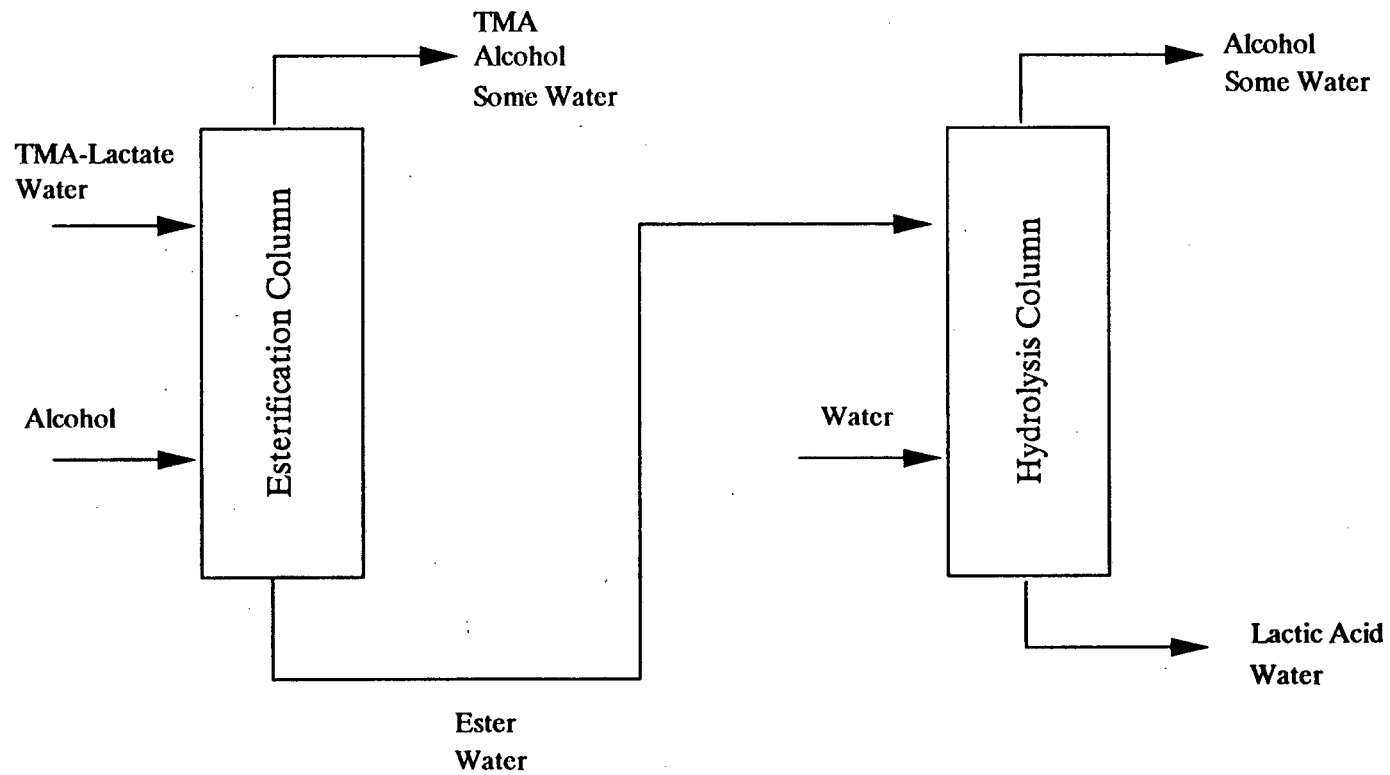 TMA
Alcohol
Some Water
TMA-Lactate
Water
Alcohol
Esterification Column
Ester
Water
Alcohol
Some Water
Water
Hydrolysis Column
Lactic Acid
Water